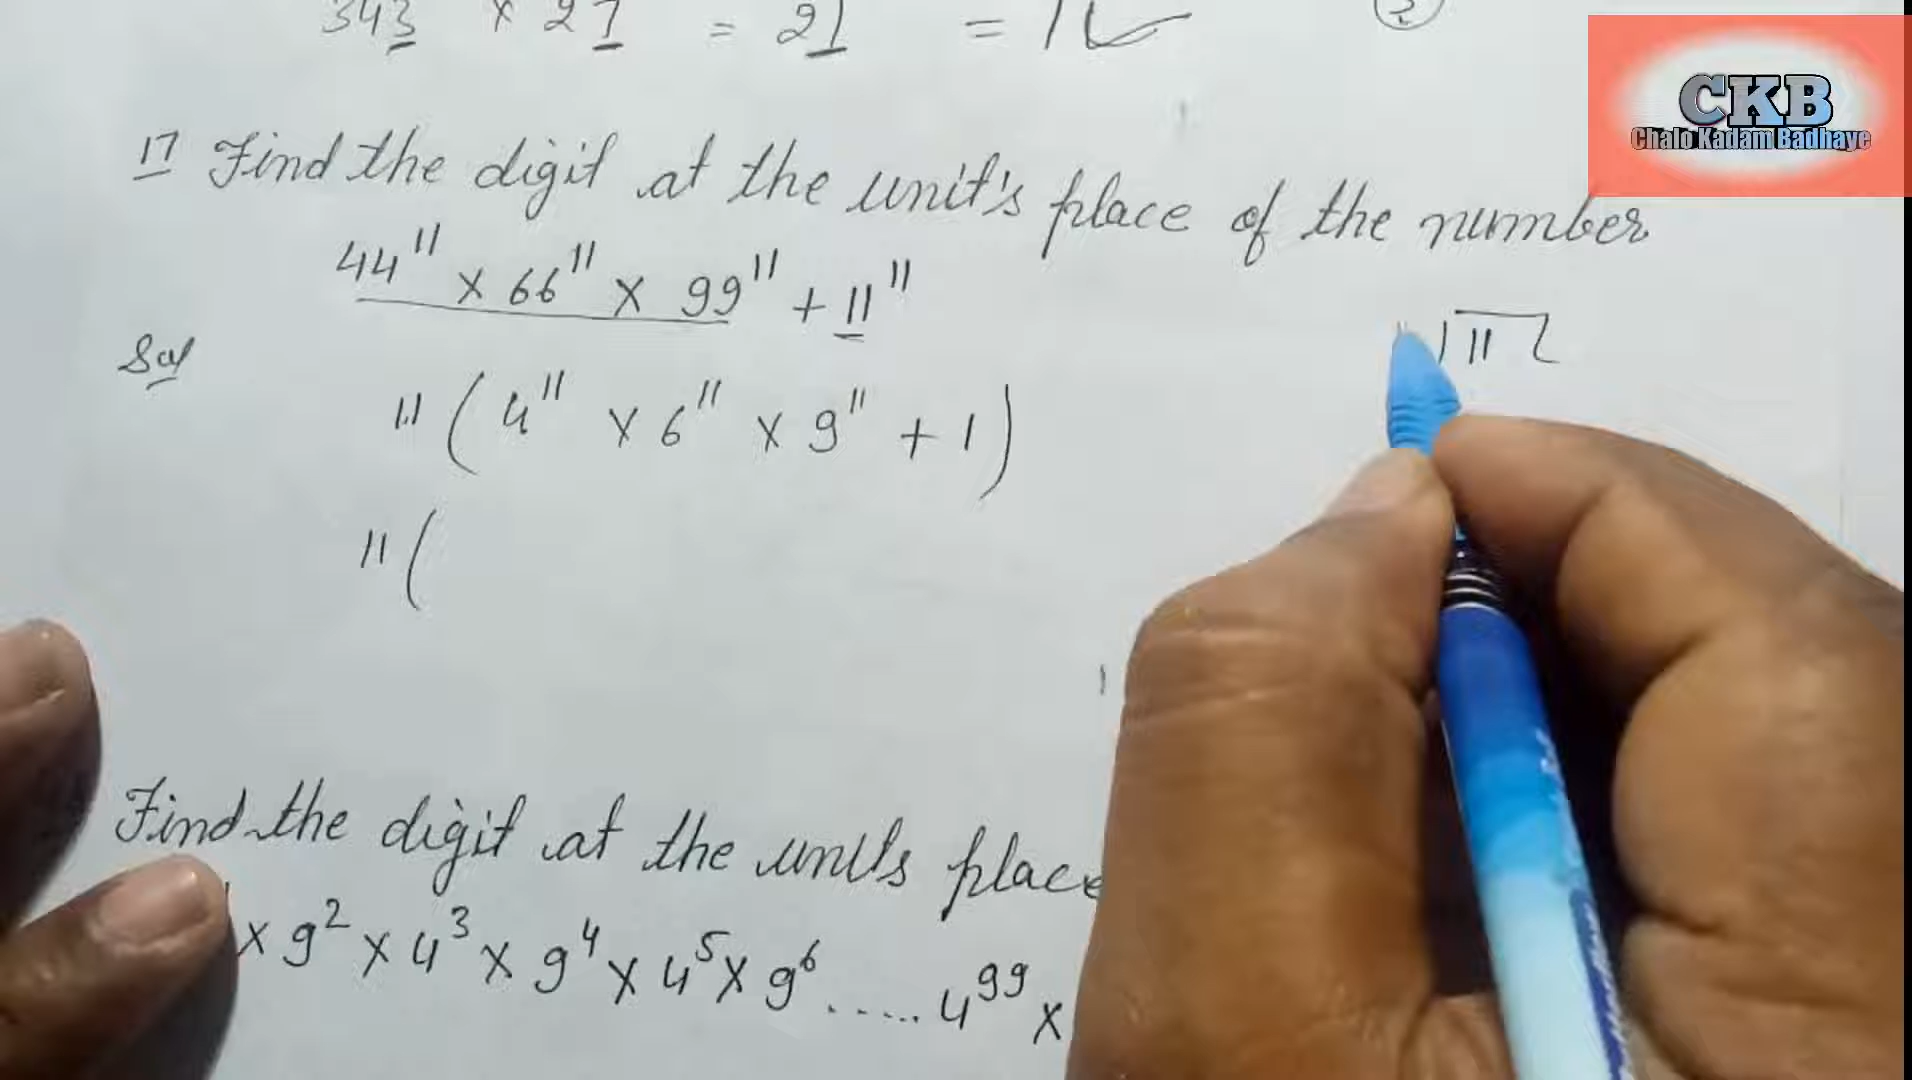 343 × 21 = 21 = 1
2
CKB
Chalo Kadam Badhaye
17 Find the digit at the unit's place of the number
44¹¹ × 66¹¹ × 99¹¹ + 11¹¹
Sol
11 ( 4¹¹ × 6¹¹ × 9¹¹ + 1 )
11 (
11
Find the digit at the units place
× 9² × 4³ × 9⁴ × 4⁵ × 9⁶ ..... 4⁹⁹ ×